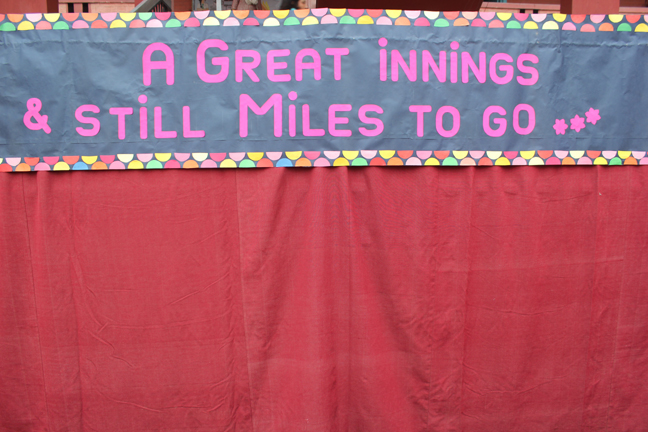 A GREAT iNNiNGS
& STiLL MiLES TO GO ...